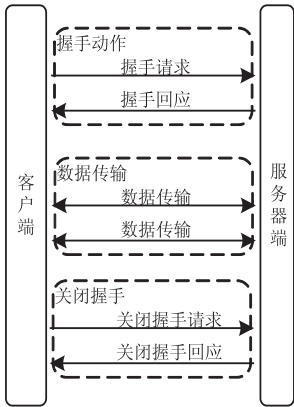 握手动作
握手请求
握手回应
数据传输
数据传输
数据传输
关闭握手
关闭握手请求
关闭握手回应
客户端
服务器端